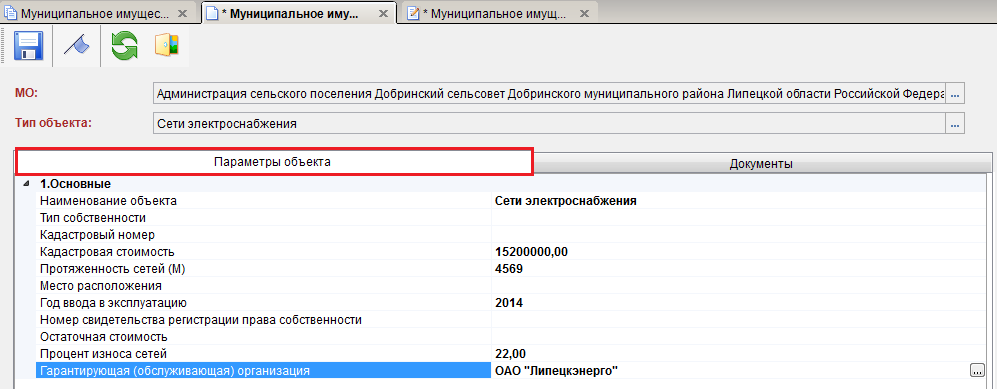 Муниципальное имущес... * Муниципальное иму... * Муниципальное имущ...
МО: Администрация сельского поселения Добринский сельсовет Добринского муниципального района Липецкой области Российской Федера ...
Тип объекта: Сети электроснабжения ...
Параметры объекта Документы
1.Основные
Наименование объекта Сети электроснабжения
Тип собственности
Кадастровый номер
Кадастровая стоимость 15200000,00
Протяженность сетей (М) 4569
Место расположения
Год ввода в эксплуатацию 2014
Номер свидетельства регистрации права собственности
Остаточная стоимость
Процент износа сетей 22,00
Гарантирующая (обслуживающая) организация ОАО "Липецкэнерго" ...